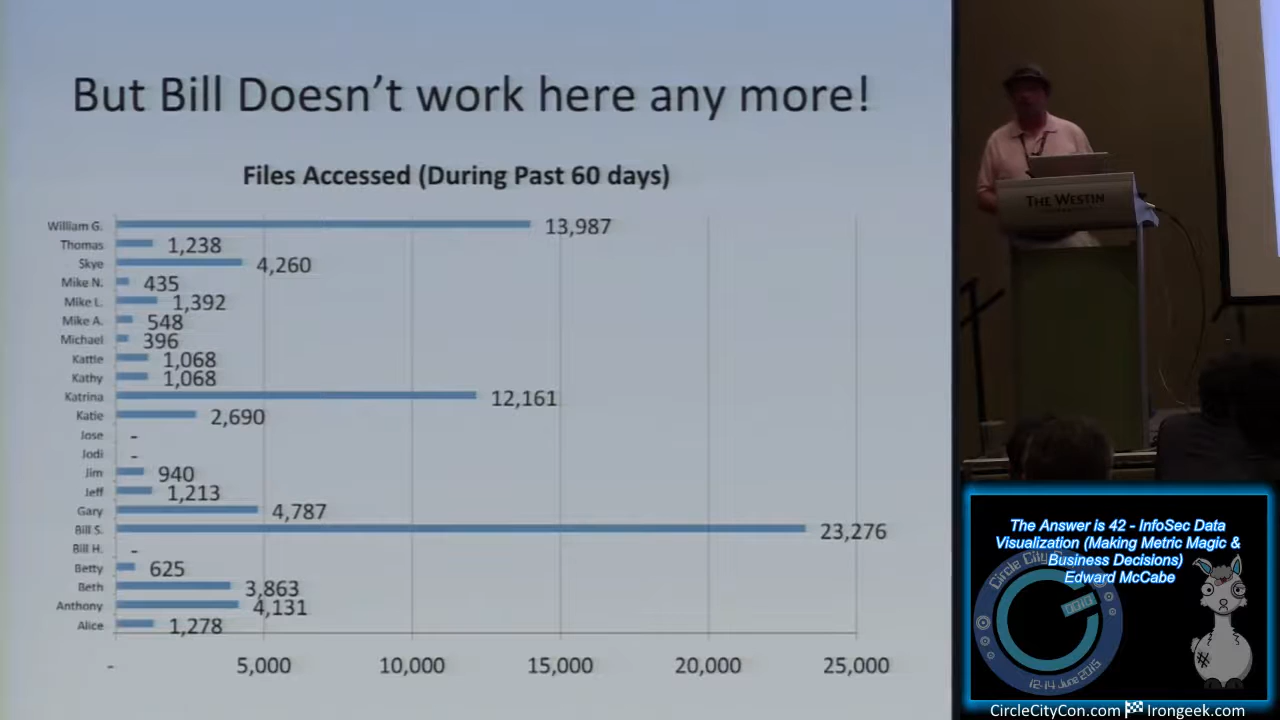 But Bill Doesn't work here any more!
Files Accessed (During Past 60 days)
William G. 13,987
Thomas 1,238
Skye 4,260
Mike N. 435
Mike L. 1,392
Mike A. 548
Michael 396
Kattie 1,068
Kathy 1,068
Katrina 12,161
Katie 2,690
Jose -
Jodi -
Jim 940
Jeff 1,213
Gary 4,787
Bill S. 23,276
Bill H. -
Betty 625
Beth 3,863
Anthony 4,131
Alice 1,278
- 5,000 10,000 15,000 20,000 25,000
THE WESTIN
The Answer is 42 - InfoSec Data
Visualization (Making Metric Magic &
Business Decisions)
Edward McCabe
Circle City
12-14 June 2015
CircleCityCon.com Irongeek.com